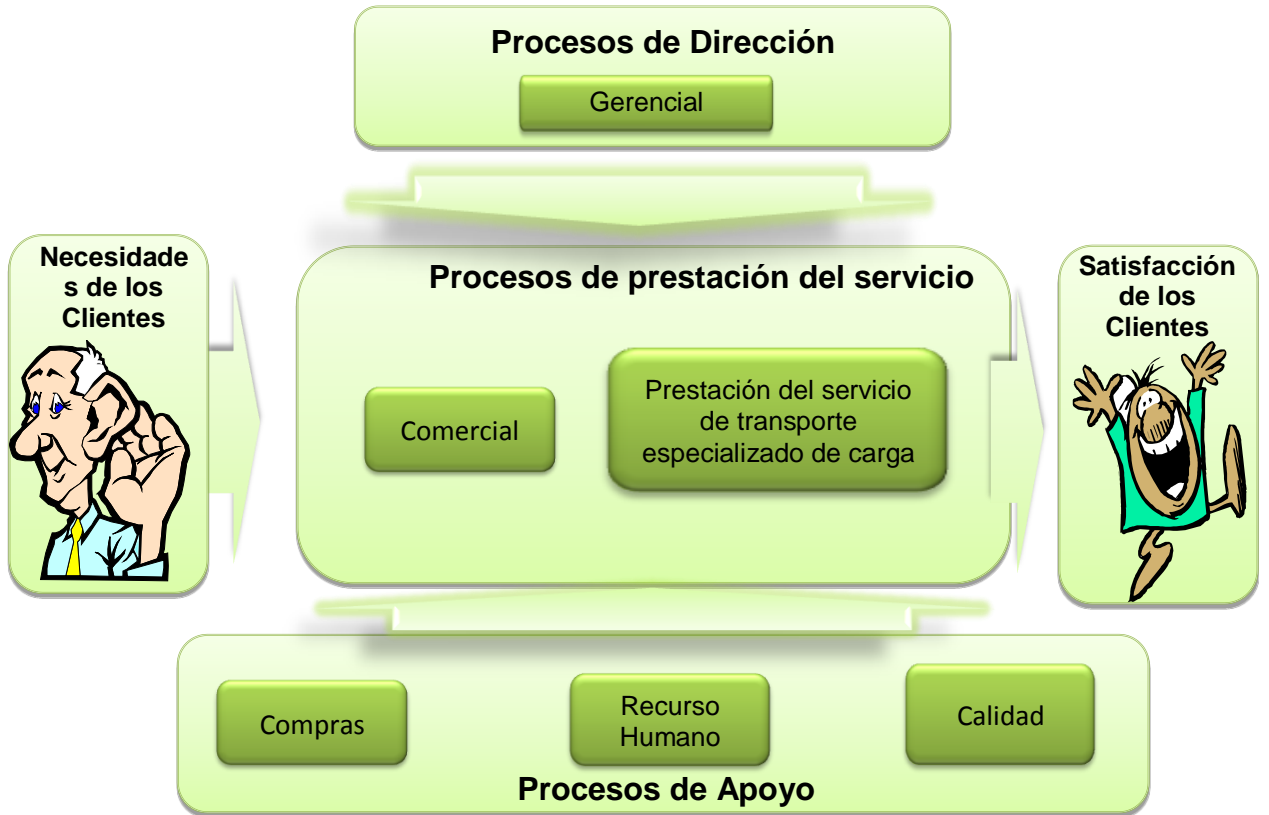 Procesos de Dirección
Gerencial
Necesidade
s de los
Clientes
Procesos de prestación del servicio
Comercial
Prestación del servicio
de transporte
especializado de carga
Satisfacción
de los
Clientes
Compras
Recurso
Humano
Calidad
Procesos de Apoyo